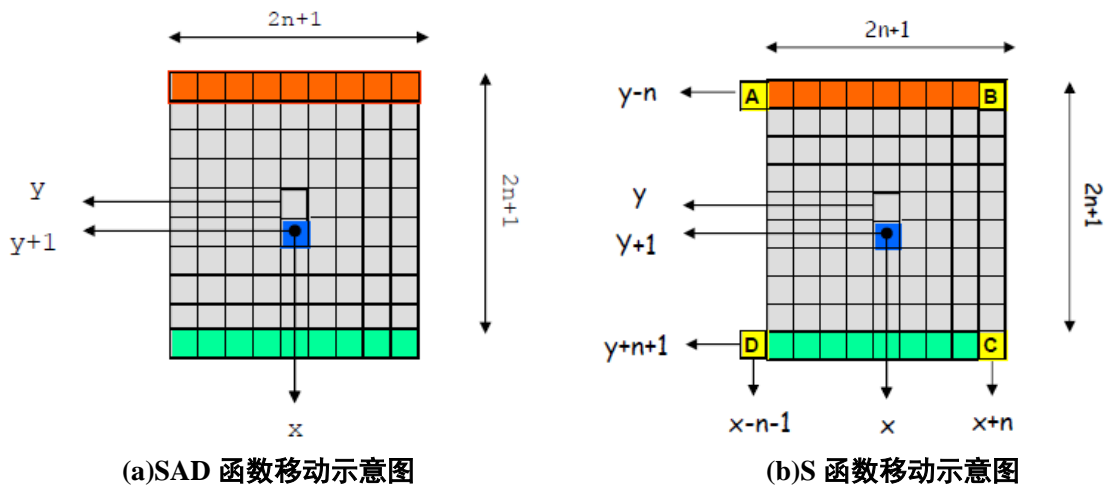 2n+1
y
y+1
2n+1
x
(a)SAD 函数移动示意图
2n+1
y-n
A
B
y
y+1
2n+1
y+n+1
D
C
x-n-1
x
x+n
(b)S 函数移动示意图